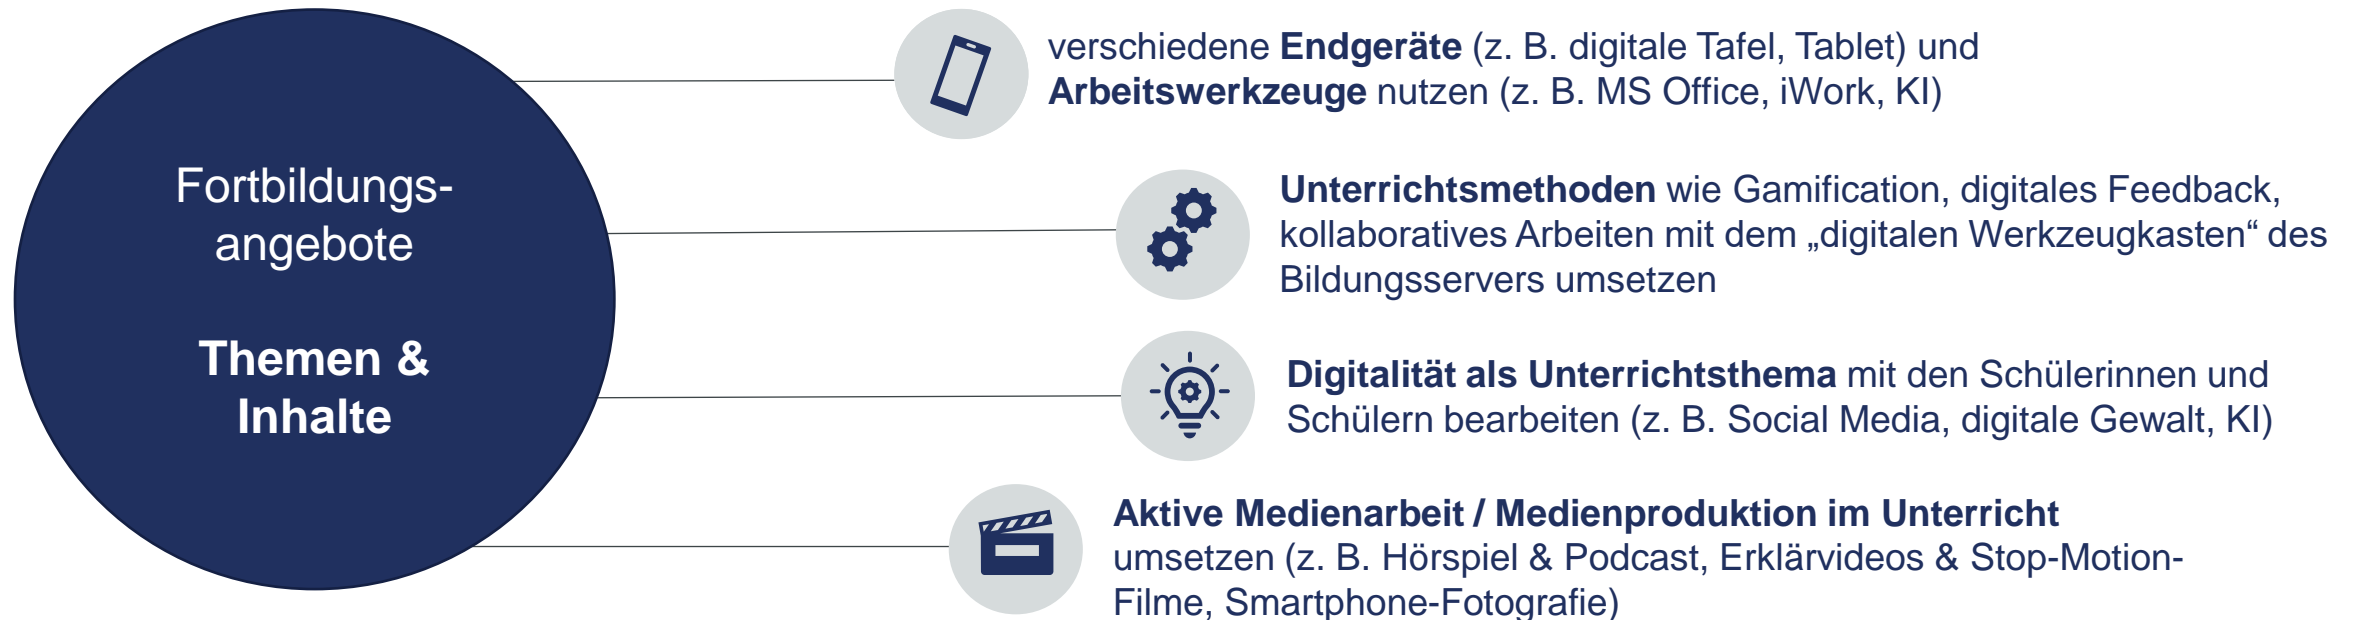 Fortbildungs-
angebote
Themen &
Inhalte
verschiedene Endgeräte (z. B. digitale Tafel, Tablet) und
Arbeitswerkzeuge nutzen (z. B. MS Office, iWork, KI)
Unterrichtsmethoden wie Gamification, digitales Feedback,
kollaboratives Arbeiten mit dem „digitalen Werkzeugkasten“ des
Bildungsservers umsetzen
Digitalität als Unterrichtsthema mit den Schülerinnen und
Schülern bearbeiten (z. B. Social Media, digitale Gewalt, KI)
Aktive Medienarbeit / Medienproduktion im Unterricht
umsetzen (z. B. Hörspiel & Podcast, Erklärvideos & Stop-Motion-
Filme, Smartphone-Fotografie)